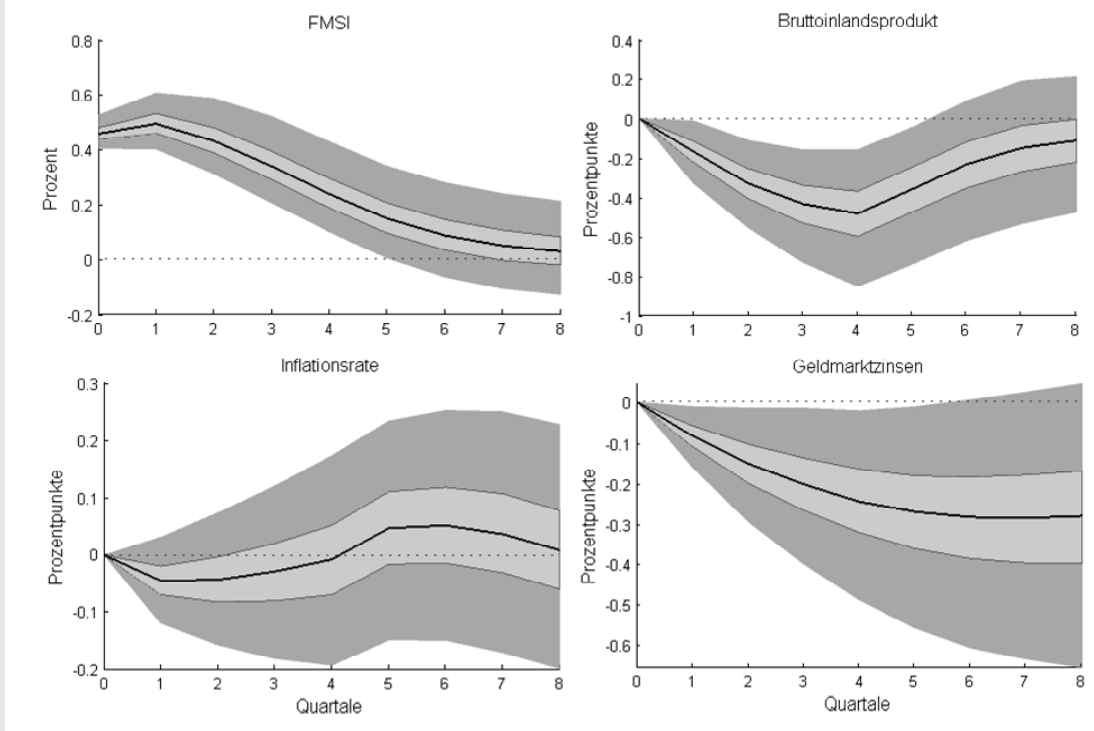 FMSI
0.8
0.6
0.4
0.2
0
-0.2
Prozent
0 1 2 3 4 5 6 7 8
Bruttoinlandsprodukt
0.4
0.2
0
-0.2
-0.4
-0.6
-0.8
-1
Prozentpunkte
0 1 2 3 4 5 6 7 8
Inflationsrate
0.3
0.2
0.1
0
-0.1
-0.2
Prozentpunkte
0 1 2 3 4 5 6 7 8
Quartale
Geldmarktzinsen
0
-0.1
-0.2
-0.3
-0.4
-0.5
-0.6
Prozentpunkte
0 1 2 3 4 5 6 7 8
Quartale